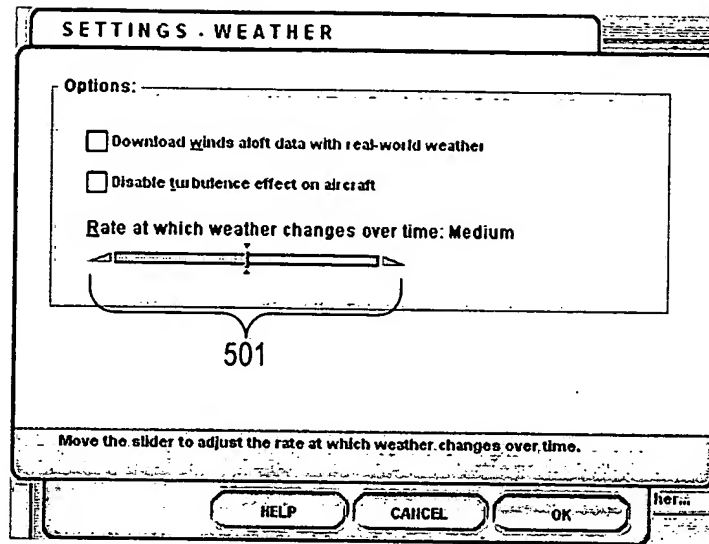 SETTINGS - WEATHER
Options:
Download winds aloft data with real-world weather
Disable turbulence effect on aircraft
Rate at which weather changes over time: Medium
501
Move the slider to adjust the rate at which weather changes over time.
her...
HELP
CANCEL
OK